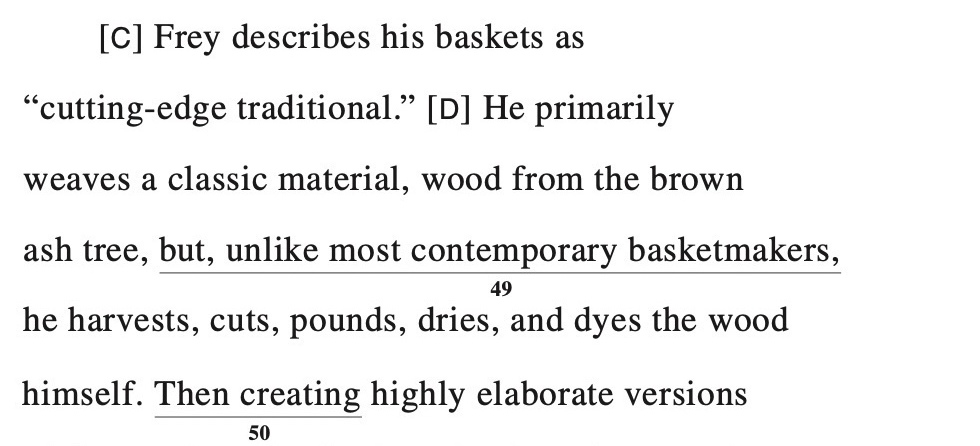 [C] Frey describes his baskets as
“cutting-edge traditional.” [D] He primarily
weaves a classic material, wood from the brown
ash tree, but, unlike most contemporary basketmakers,
49
he harvests, cuts, pounds, dries, and dyes the wood
himself. Then creating highly elaborate versions
50